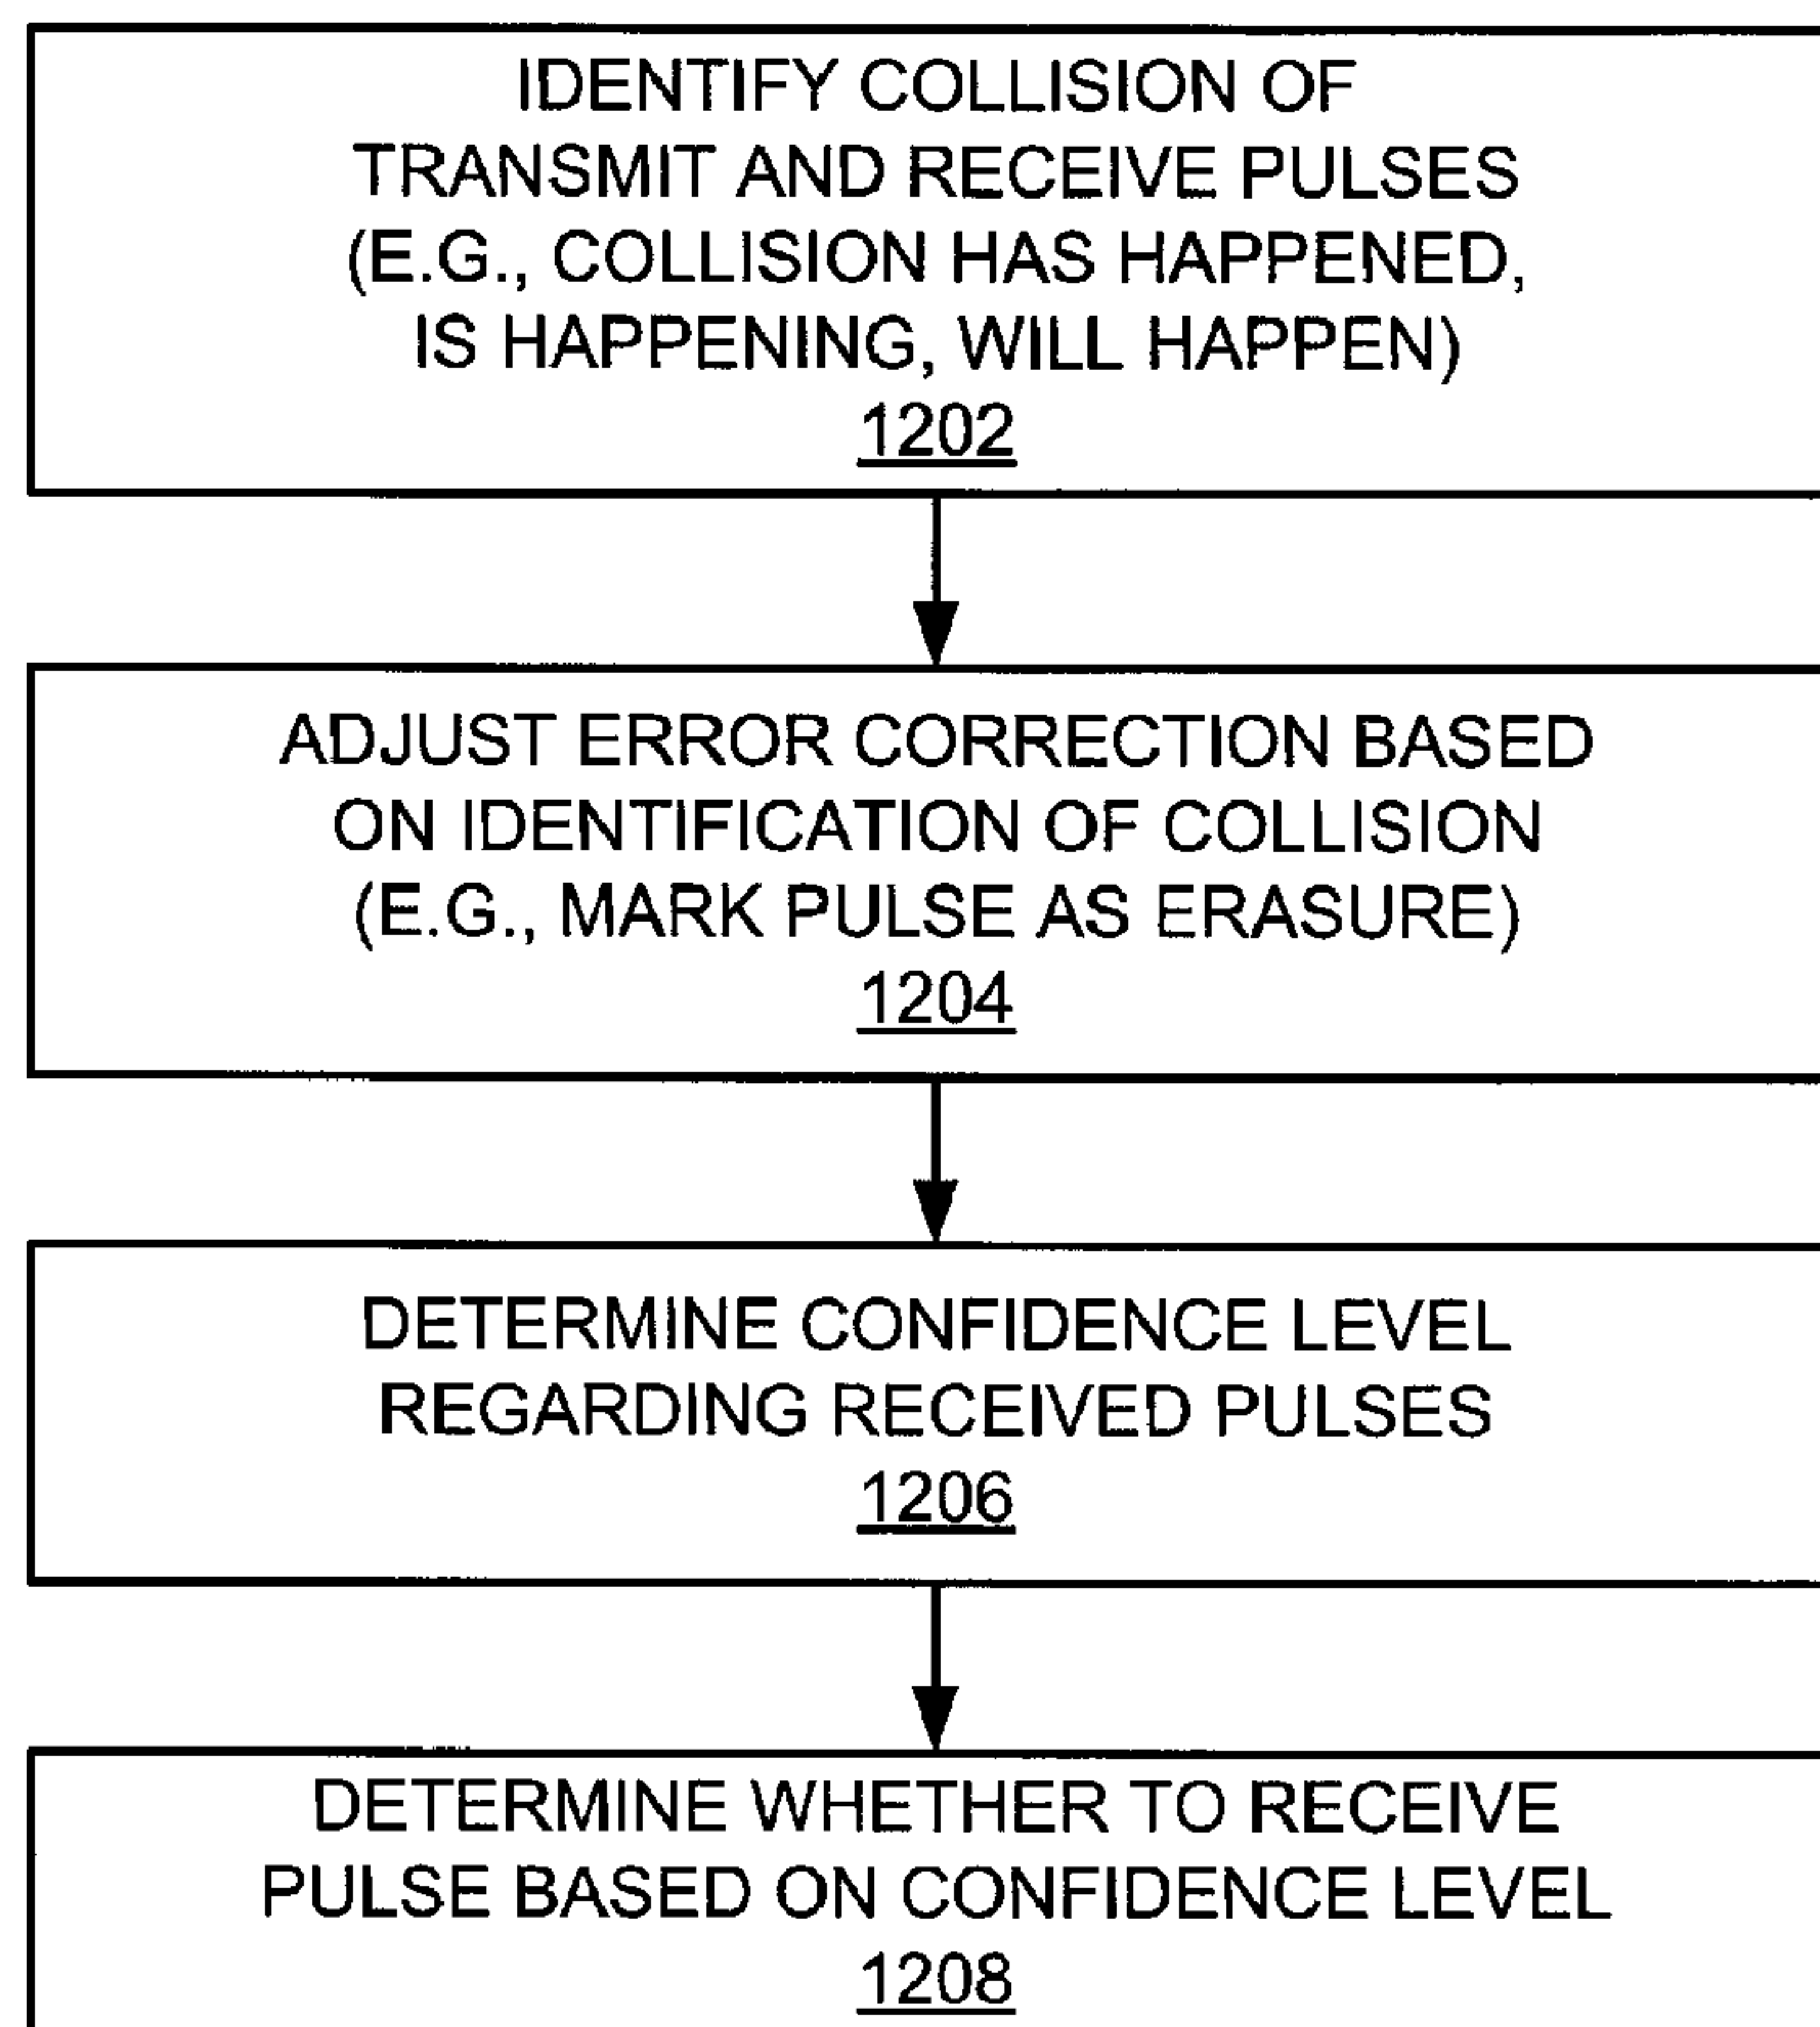 IDENTIFY COLLISION OF
TRANSMIT AND RECEIVE PULSES
(E.G., COLLISION HAS HAPPENED,
IS HAPPENING, WILL HAPPEN)
1202
ADJUST ERROR CORRECTION BASED
ON IDENTIFICATION OF COLLISION
(E.G., MARK PULSE AS ERASURE)
1204
DETERMINE CONFIDENCE LEVEL
REGARDING RECEIVED PULSES
1206
DETERMINE WHETHER TO RECEIVE
PULSE BASED ON CONFIDENCE LEVEL
1208